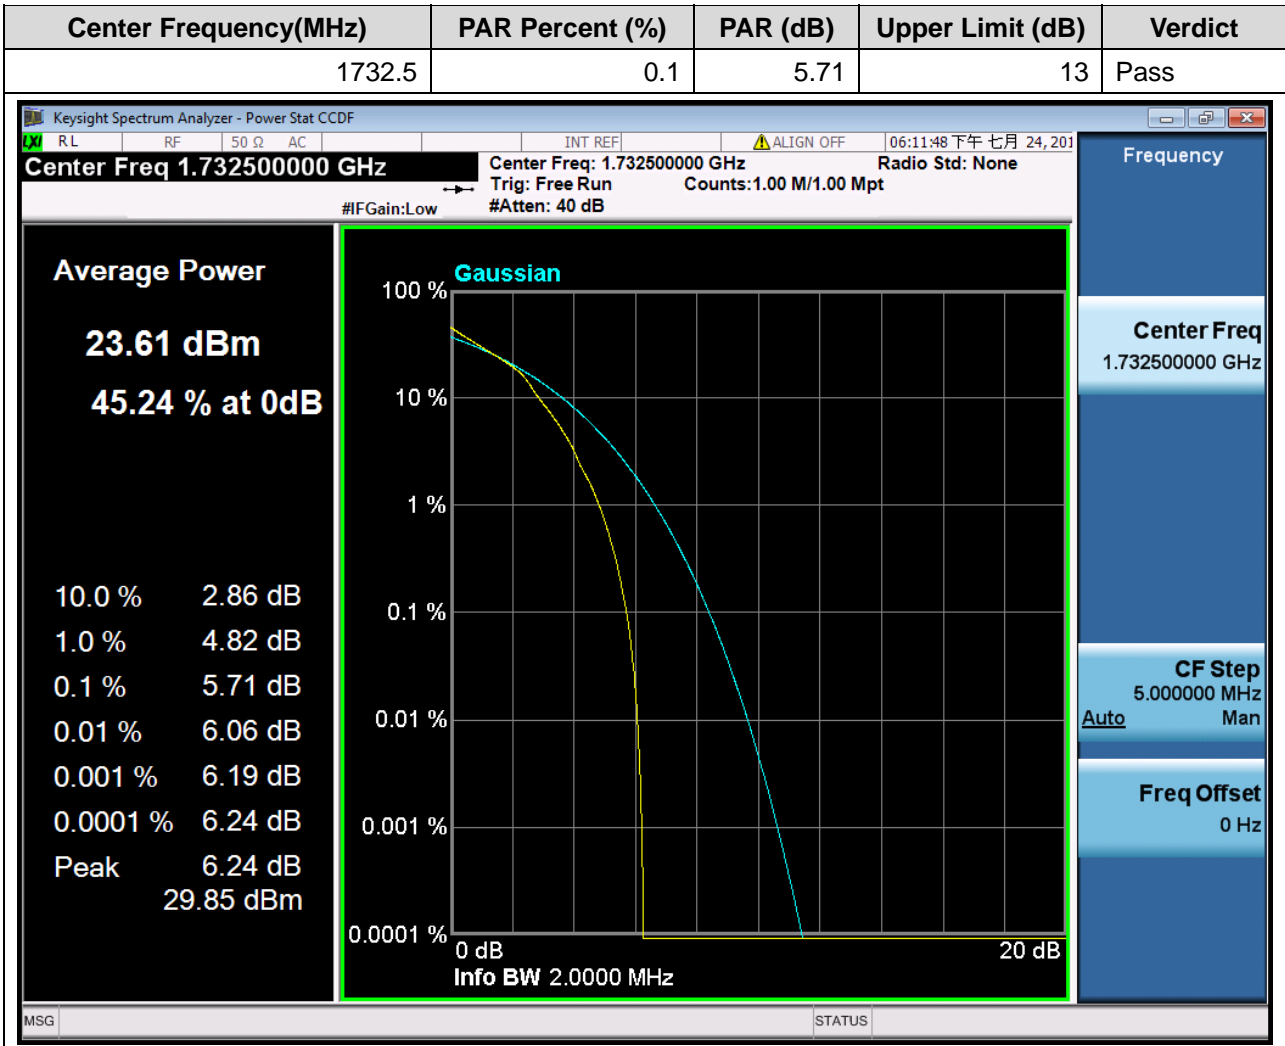 Center Frequency(MHz) PAR Percent (%) PAR (dB) Upper Limit (dB) Verdict
1732.5 0.1 5.71 13 Pass
Keysight Spectrum Analyzer - Power Stat CCDF
LXI RL RF 50 Ω AC INT REF ALIGN OFF 06:11:48 下午 七月 24, 201
Center Freq 1.732500000 GHz
Center Freq: 1.732500000 GHz Radio Std: None
Trig: Free Run Counts:1.00 M/1.00 Mpt
#IFGain:Low #Atten: 40 dB
Average Power
23.61 dBm
45.24 % at 0dB
10.0 % 2.86 dB
1.0 % 4.82 dB
0.1 % 5.71 dB
0.01 % 6.06 dB
0.001 % 6.19 dB
0.0001 % 6.24 dB
Peak 6.24 dB
29.85 dBm
Gaussian
100 %
10 %
1 %
0.1 %
0.01 %
0.001 %
0.0001 %
0 dB 20 dB
Info BW 2.0000 MHz
Frequency
Center Freq
1.732500000 GHz
CF Step
5.000000 MHz
Auto Man
Freq Offset
0 Hz
MSG STATUS